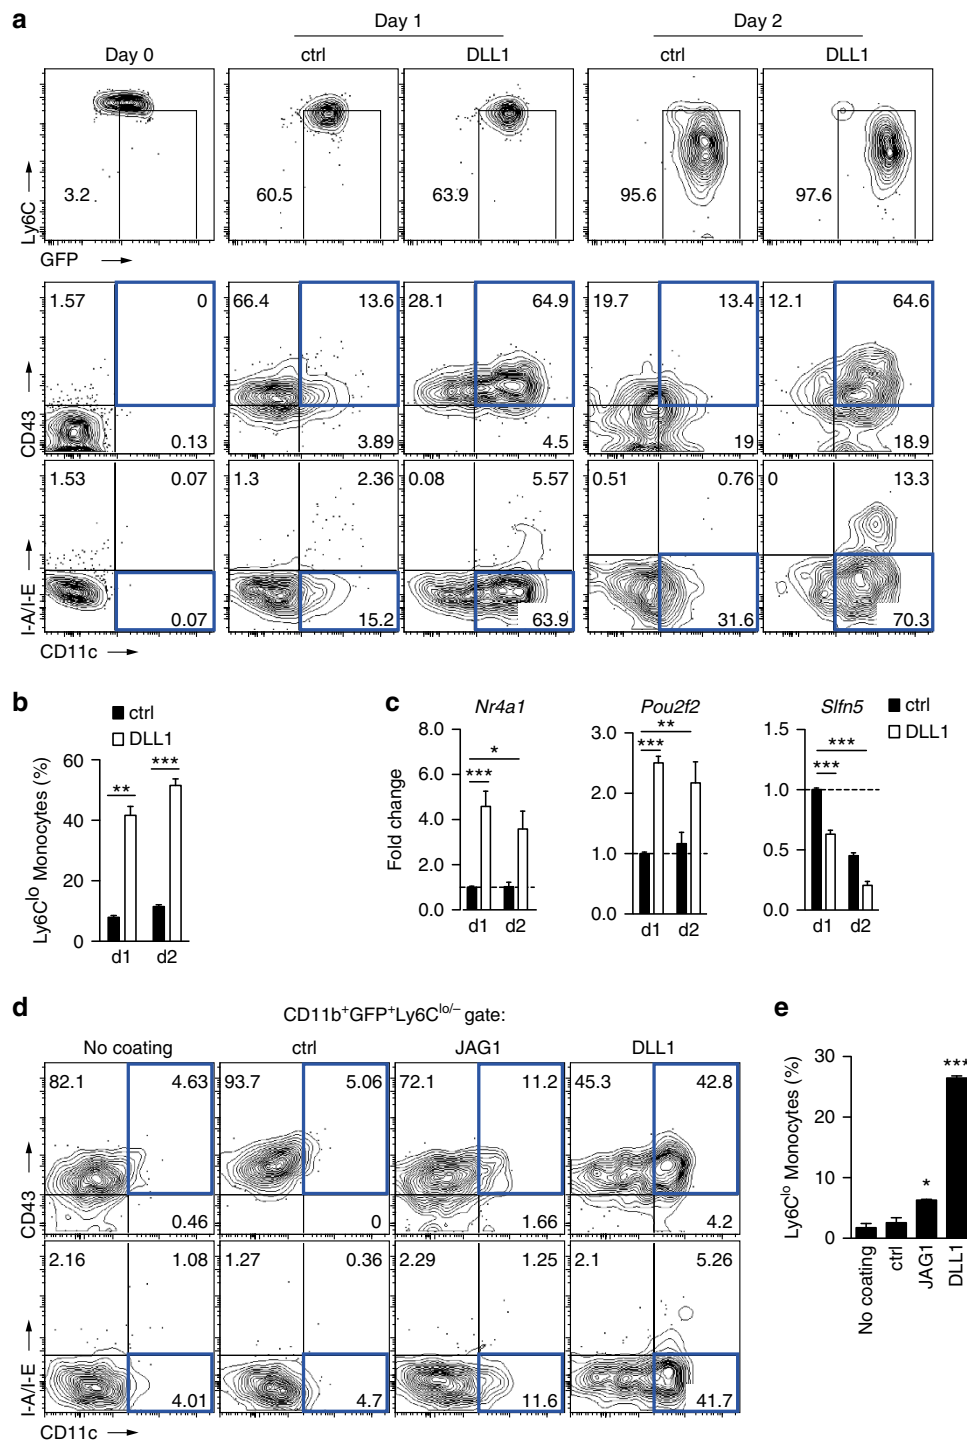 a
Day 1
Day 2
Day 0
ctrl
DLL1
ctrl
DLL1
3.2
60.5
63.9
95.6
97.6
Ly6C
GFP
1.57
0
66.4
13.6
28.1
64.9
19.7
13.4
12.1
64.6
CD43
0.13
3.89
4.5
19
18.9
1.53
0.07
1.3
2.36
0.08
5.57
0.51
0.76
0
13.3
I-A/I-E
0.07
15.2
63.9
31.6
70.3
CD11c
b
ctrl
DLL1
Ly6Clo Monocytes (%)
60
40
20
0
**
***
d1
d2
c
Nr4a1
Fold change
8.0
6.0
4.0
2.0
0.0
*
***
d1
d2
Pou2f2
3.0
2.0
1.0
0.0
**
***
d1
d2
Slfn5
ctrl
DLL1
1.5
1.0
0.5
0.0
***
***
d1
d2
d
CD11b+GFP+Ly6Clo/– gate:
No coating
ctrl
JAG1
DLL1
82.1
4.63
93.7
5.06
72.1
11.2
45.3
42.8
CD43
0.46
0
1.66
4.2
2.16
1.08
1.27
0.36
2.29
1.25
2.1
5.26
I-A/I-E
4.01
4.7
11.6
41.7
CD11c
e
Ly6Clo Monocytes (%)
30
20
10
0
*
***
No coating
ctrl
JAG1
DLL1